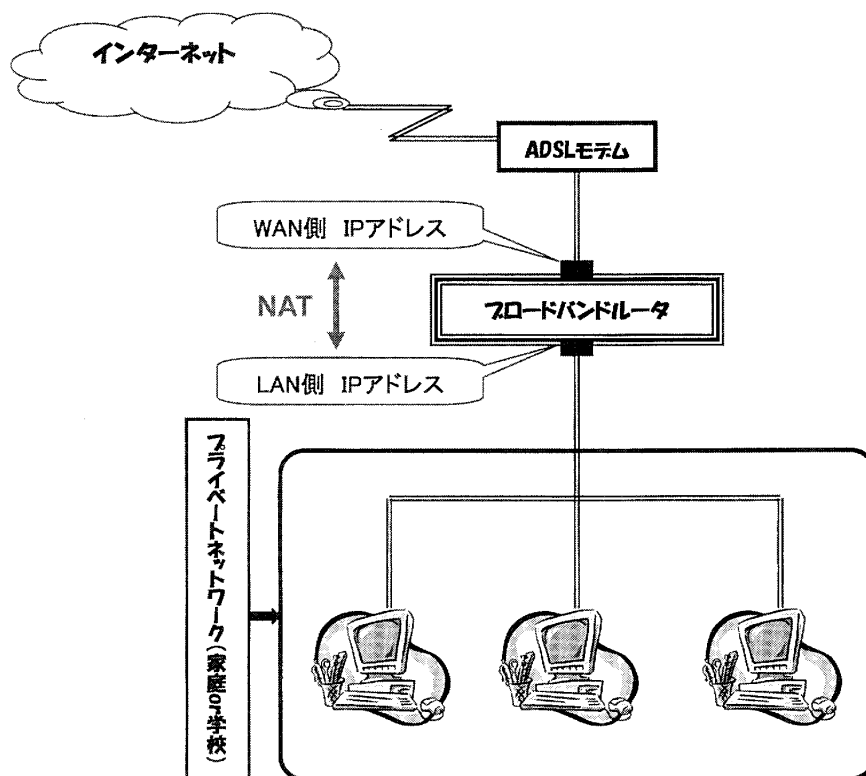 インターネット
ADSLモデム
WAN側 IPアドレス
NAT
ブロードバンドルータ
LAN側 IPアドレス
プライベートネットワーク(家庭or学校)